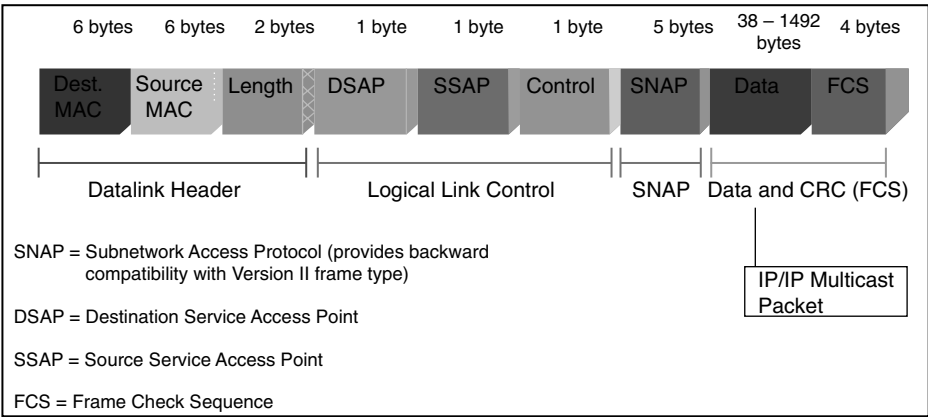 6 bytes 6 bytes 2 bytes 1 byte 1 byte 1 byte 5 bytes 38 – 1492 bytes 4 bytes
Dest. MAC Source MAC Length DSAP SSAP Control SNAP Data FCS
Datalink Header Logical Link Control SNAP Data and CRC (FCS)
SNAP = Subnetwork Access Protocol (provides backward
compatibility with Version II frame type)
IP/IP Multicast
Packet
DSAP = Destination Service Access Point
SSAP = Source Service Access Point
FCS = Frame Check Sequence